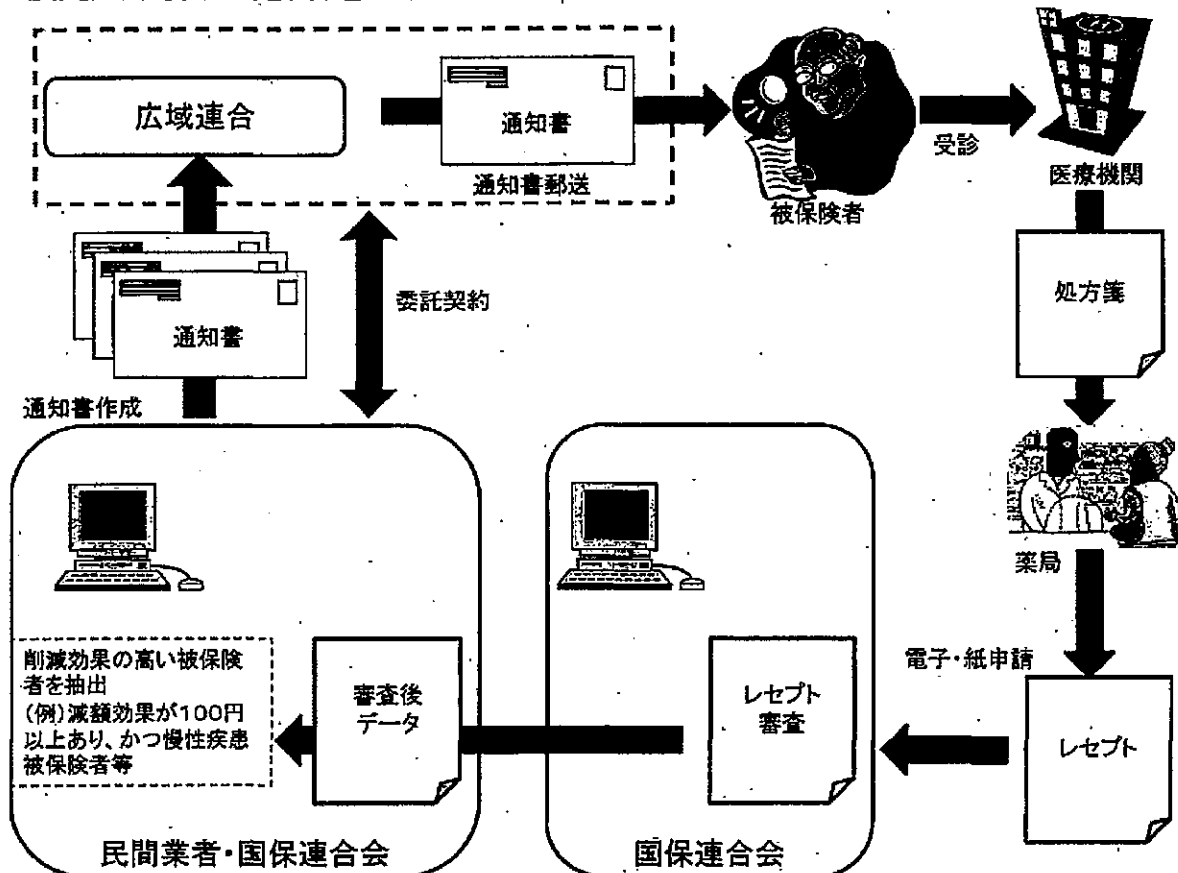 広域連合
通知書
通知書郵送
被保険者
受診
医療機関
処方箋
薬局
電子・紙申請
レセプト
レセプト
審査
国保連合会
審査後
データ
削減効果の高い被保険
者を抽出
(例)減額効果が100円
以上あり、かつ慢性疾患
被保険者等
民間業者・国保連合会
委託契約
通知書
通知書作成